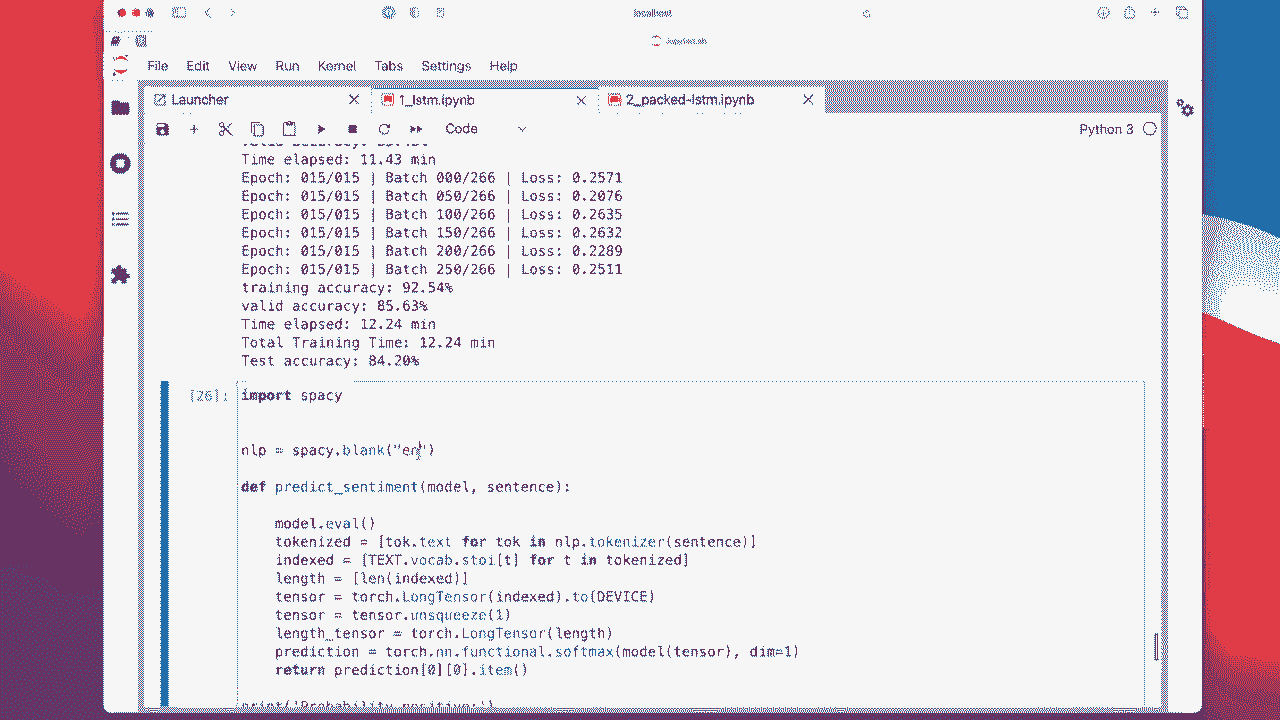 localhost
File Edit View Run Kernel Tabs Settings Help
Launcher 1_lstm.ipynb 2_packed-lstm.ipynb
Code Python 3
Time elapsed: 11.43 min
Epoch: 015/015 | Batch 000/266 | Loss: 0.2571
Epoch: 015/015 | Batch 050/266 | Loss: 0.2076
Epoch: 015/015 | Batch 100/266 | Loss: 0.2635
Epoch: 015/015 | Batch 150/266 | Loss: 0.2632
Epoch: 015/015 | Batch 200/266 | Loss: 0.2289
Epoch: 015/015 | Batch 250/266 | Loss: 0.2511
training accuracy: 92.54%
valid accuracy: 85.63%
Time elapsed: 12.24 min
Total Training Time: 12.24 min
Test accuracy: 84.20%
[26]: import spacy
nlp = spacy.blank("en")
def predict_sentiment(model, sentence):
model.eval()
tokenized = [tok.text for tok in nlp.tokenizer(sentence)]
indexed = [TEXT.vocab.stoi[t] for t in tokenized]
length = [len(indexed)]
tensor = torch.LongTensor(indexed).to(DEVICE)
tensor = tensor.unsqueeze(1)
length_tensor = torch.LongTensor(length)
prediction = torch.nn.functional.softmax(model(tensor), dim=1)
return prediction[0][0].item()
print('Probability positive:')